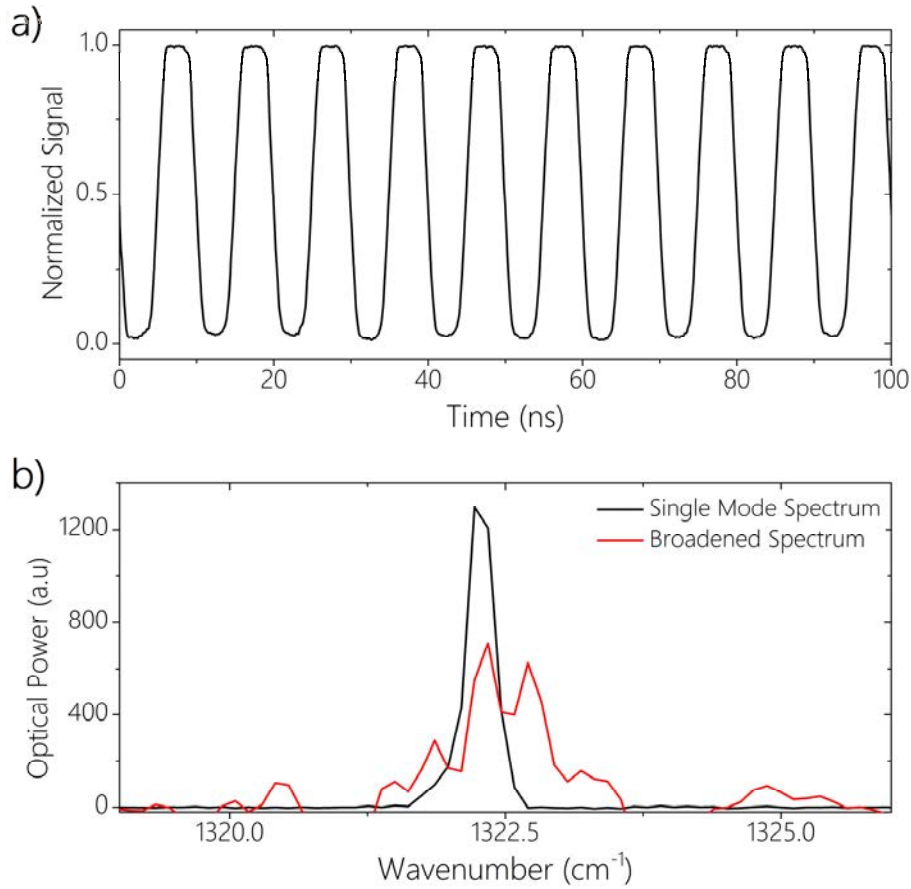 a)
1.0
0.5
0.0
Normalized Signal
0 20 40 60 80 100
Time (ns)
b)
1200
800
400
0
Optical Power (a.u)
Single Mode Spectrum
Broadened Spectrum
1320.0 1322.5 1325.0
Wavenumber (cm⁻¹)